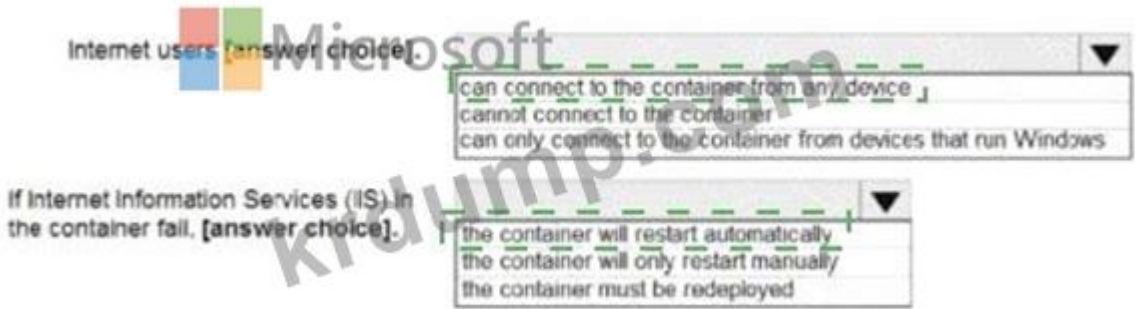 Microsoft
Internet users [answer choice].
can connect to the container from any device
cannot connect to the container
can only connect to the container from devices that run Windows
krdump.com
If Internet Information Services (IIS) in
the container fail, [answer choice].
the container will restart automatically
the container will only restart manually
the container must be redeployed